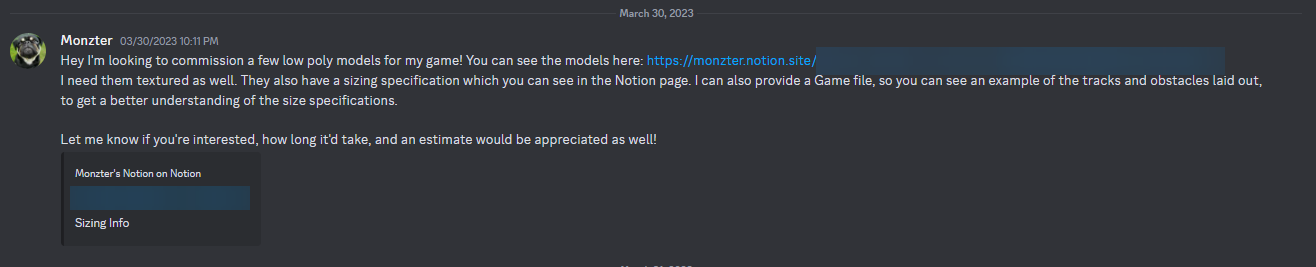 March 30, 2023
Monzter 03/30/2023 10:11 PM
Hey I'm looking to commission a few low poly models for my game! You can see the models here: https://monzter.notion.site/
I need them textured as well. They also have a sizing specification which you can see in the Notion page. I can also provide a Game file, so you can see an example of the tracks and obstacles laid out,
to get a better understanding of the size specifications.
Let me know if you're interested, how long it'd take, and an estimate would be appreciated as well!
Monzter's Notion on Notion
Sizing Info